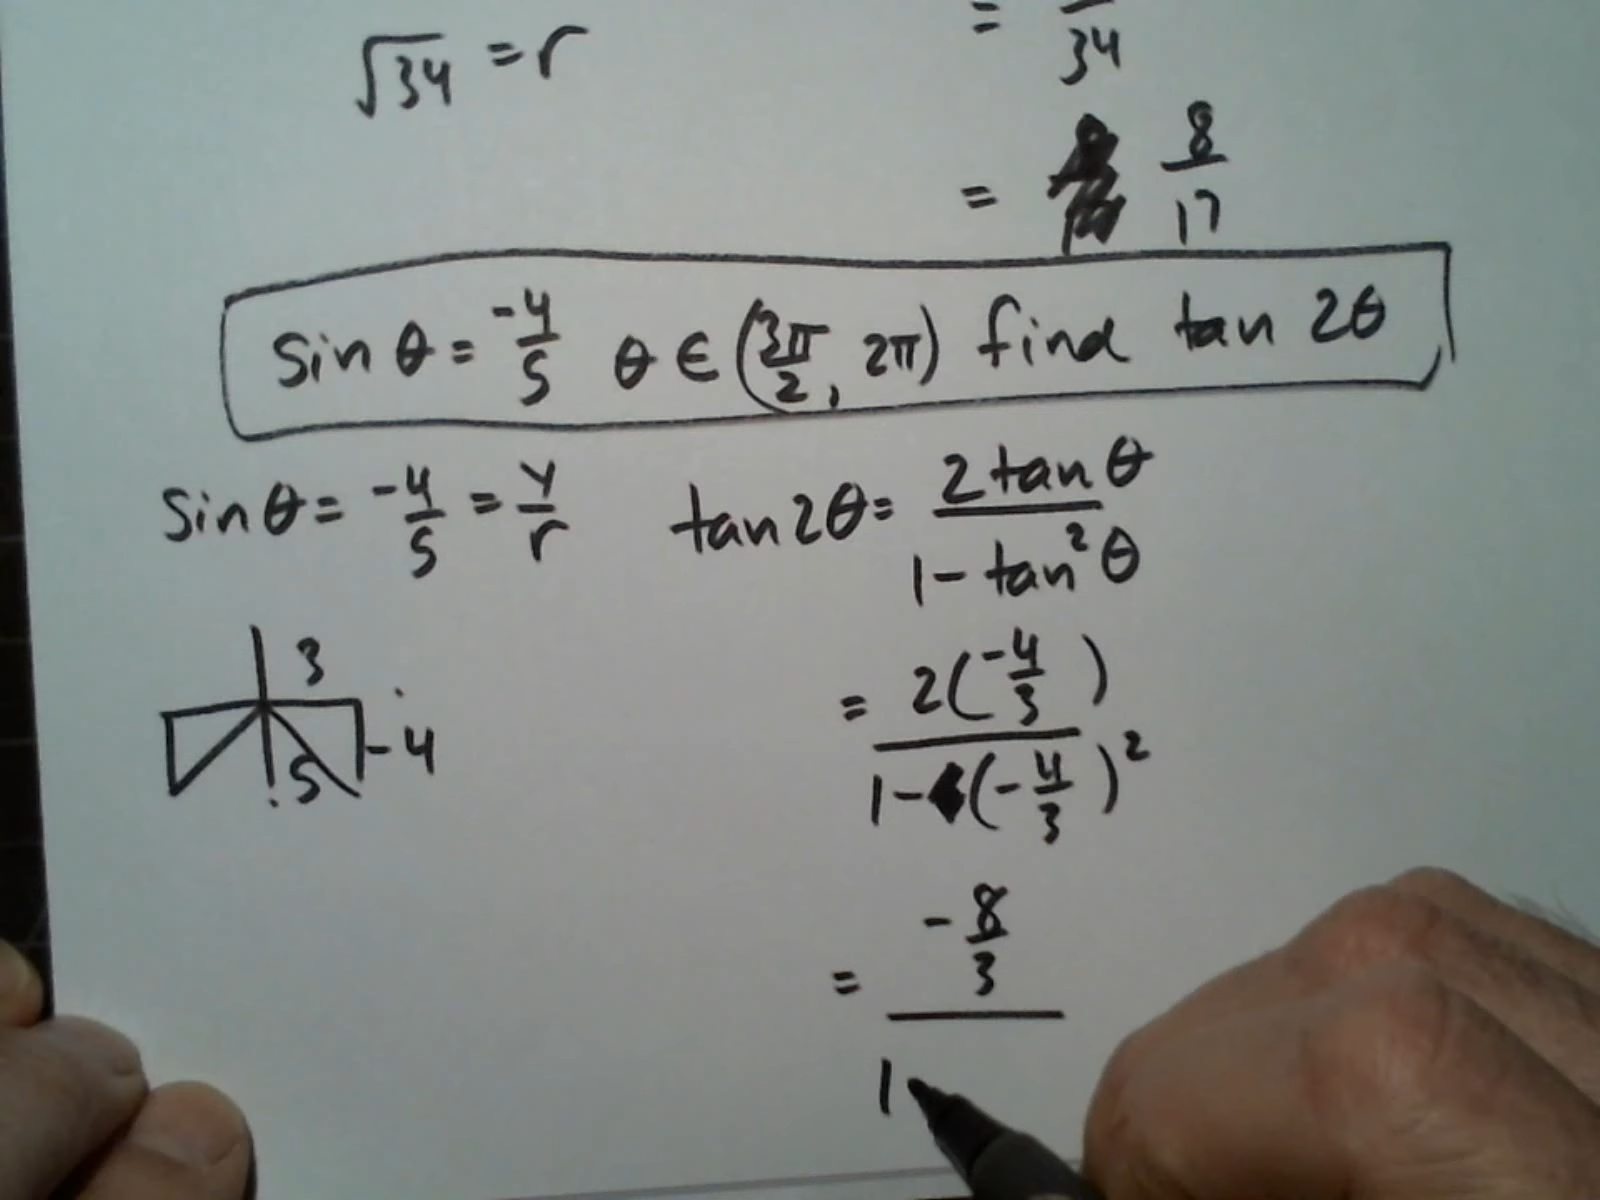 √34 = r
= 34
= 8/17
sin θ = -4/5 θ ∈ (3π/2, 2π) find tan 2θ
sin θ = -4/5 = y/r
tan 2θ = 2 tan θ / 1 - tan² θ
3
-4
5
= 2(-4/3) / 1 - (-4/3)²
= -8/3 / 1